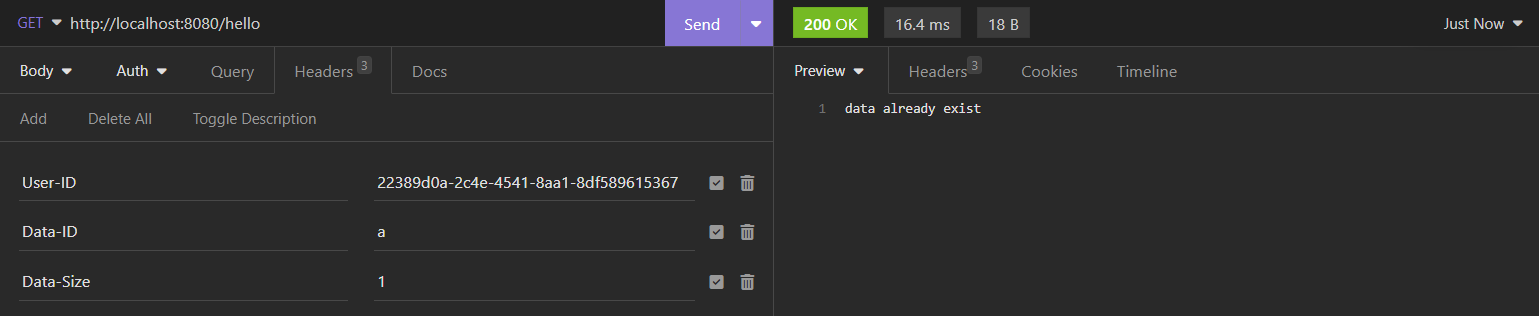 GET http://localhost:8080/hello Send 200 OK 16.4 ms 18 B Just Now
Body Auth Query Headers 3 Docs Preview Headers 3 Cookies Timeline
Add Delete All Toggle Description
1 data already exist
User-ID 22389d0a-2c4e-4541-8aa1-8df589615367
Data-ID a
Data-Size 1